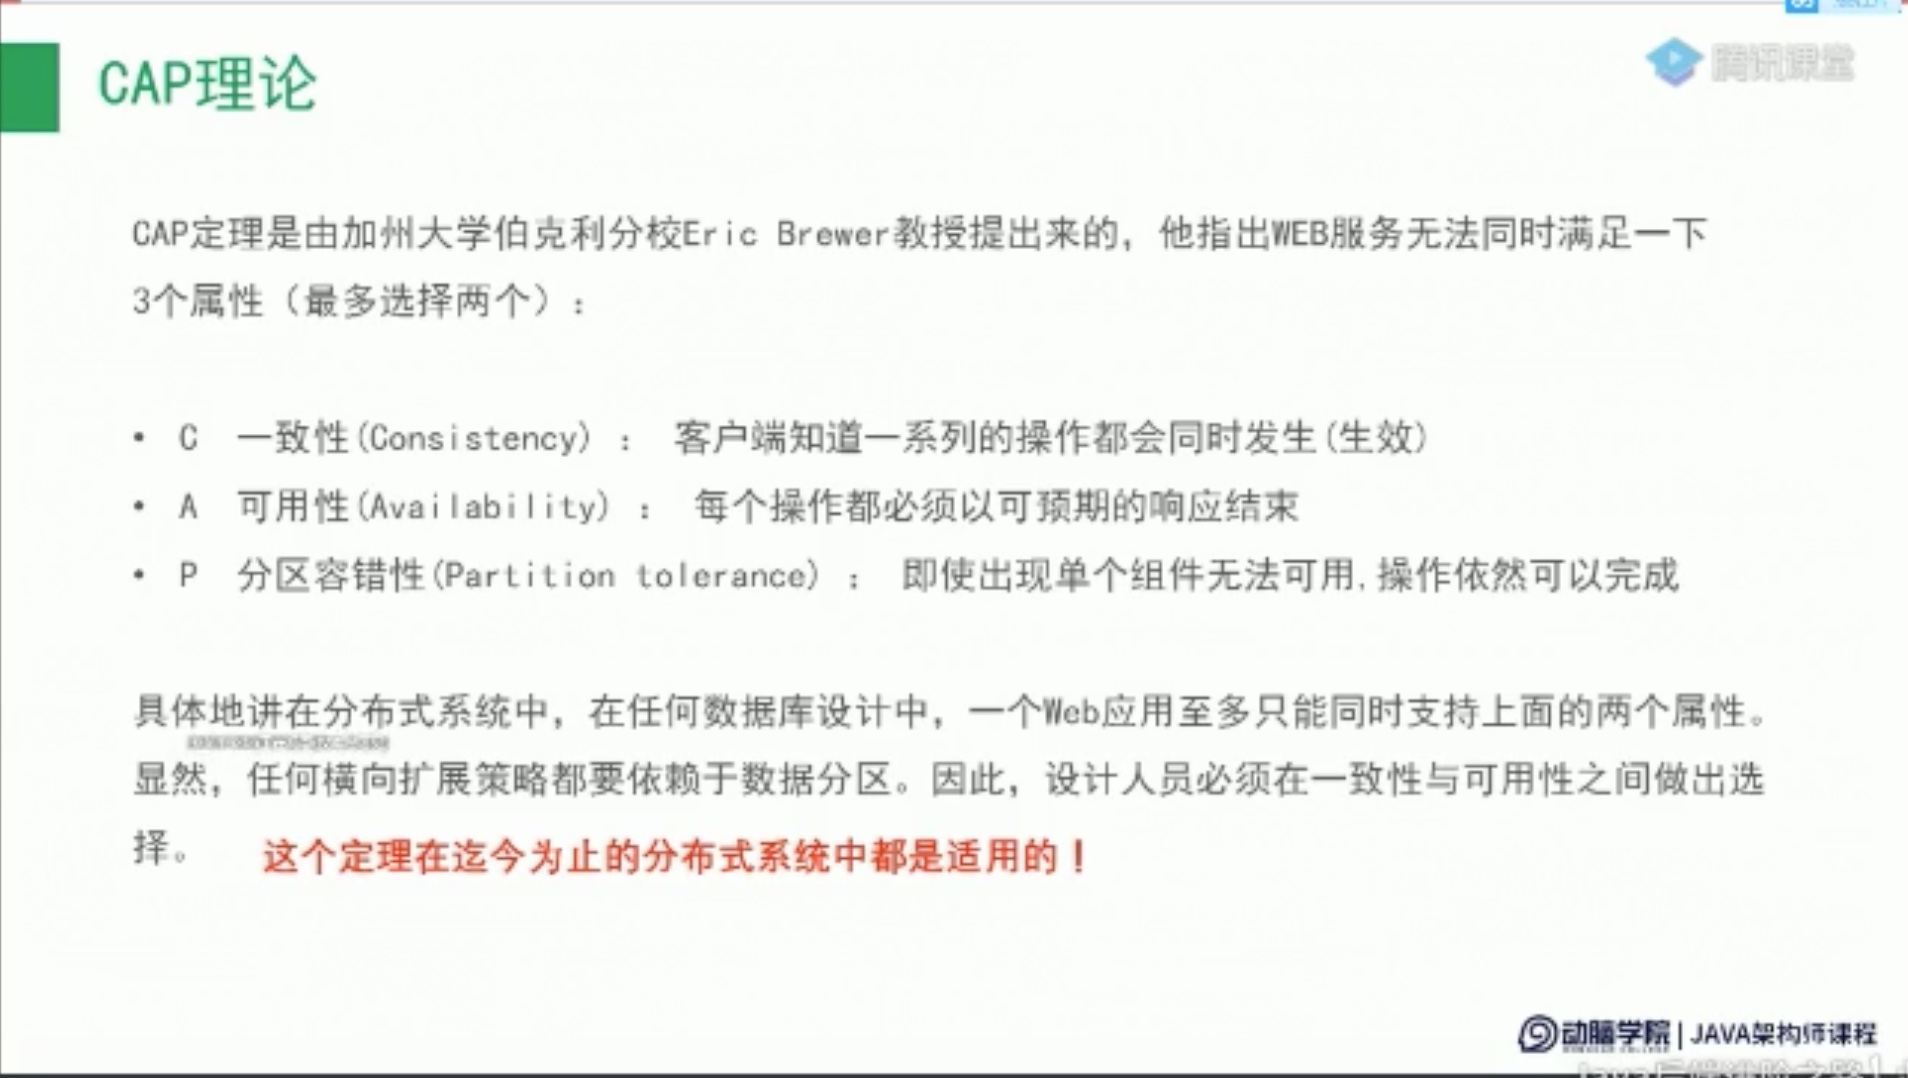 CAP理论
腾讯课堂
CAP定理是由加州大学伯克利分校Eric Brewer教授提出来的，他指出WEB服务无法同时满足一下
3个属性（最多选择两个）：
• C 一致性(Consistency) ： 客户端知道一系列的操作都会同时发生(生效)
• A 可用性(Availability) ： 每个操作都必须以可预期的响应结束
• P 分区容错性(Partition tolerance) ： 即使出现单个组件无法可用,操作依然可以完成
具体地讲在分布式系统中，在任何数据库设计中，一个Web应用至多只能同时支持上面的两个属性。
显然，任何横向扩展策略都要依赖于数据分区。因此，设计人员必须在一致性与可用性之间做出选
择。 这个定理在迄今为止的分布式系统中都是适用的！
动脑学院 | JAVA架构师课程